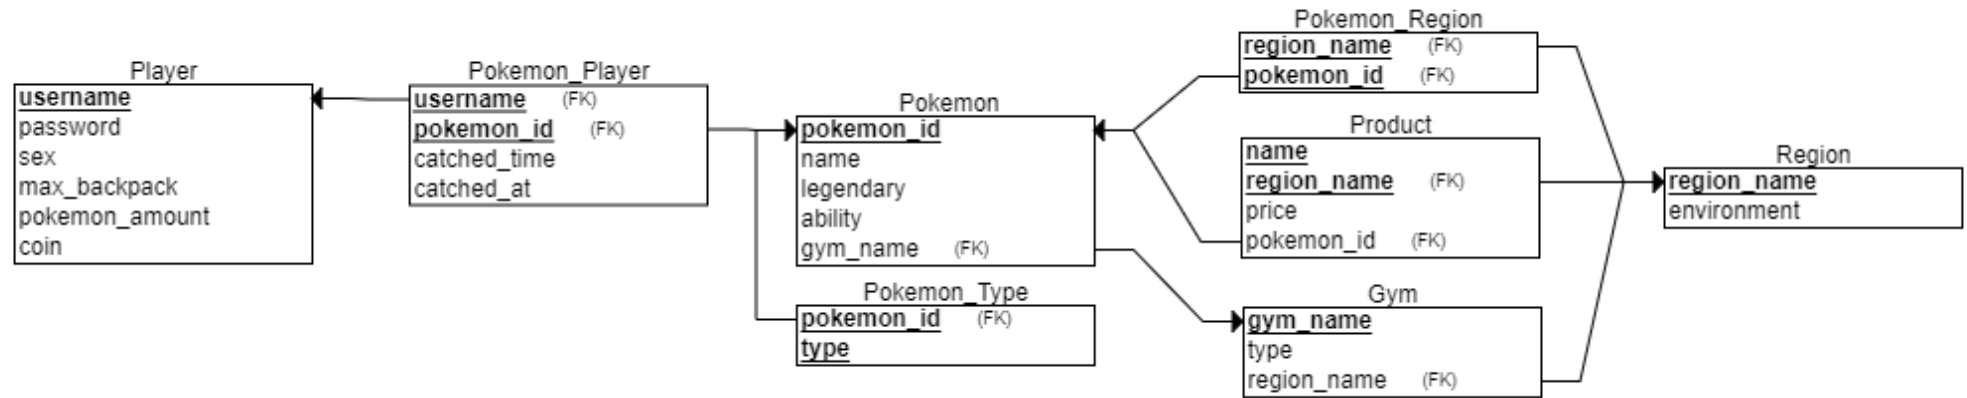 Player
username
password
sex
max_backpack
pokemon_amount
coin
Pokemon_Player
username (FK)
pokemon_id (FK)
catched_time
catched_at
Pokemon
pokemon_id
name
legendary
ability
gym_name (FK)
Pokemon_Type
pokemon_id (FK)
type
Pokemon_Region
region_name (FK)
pokemon_id (FK)
Product
name
region_name (FK)
price
pokemon_id (FK)
Gym
gym_name
type
region_name (FK)
Region
region_name
environment